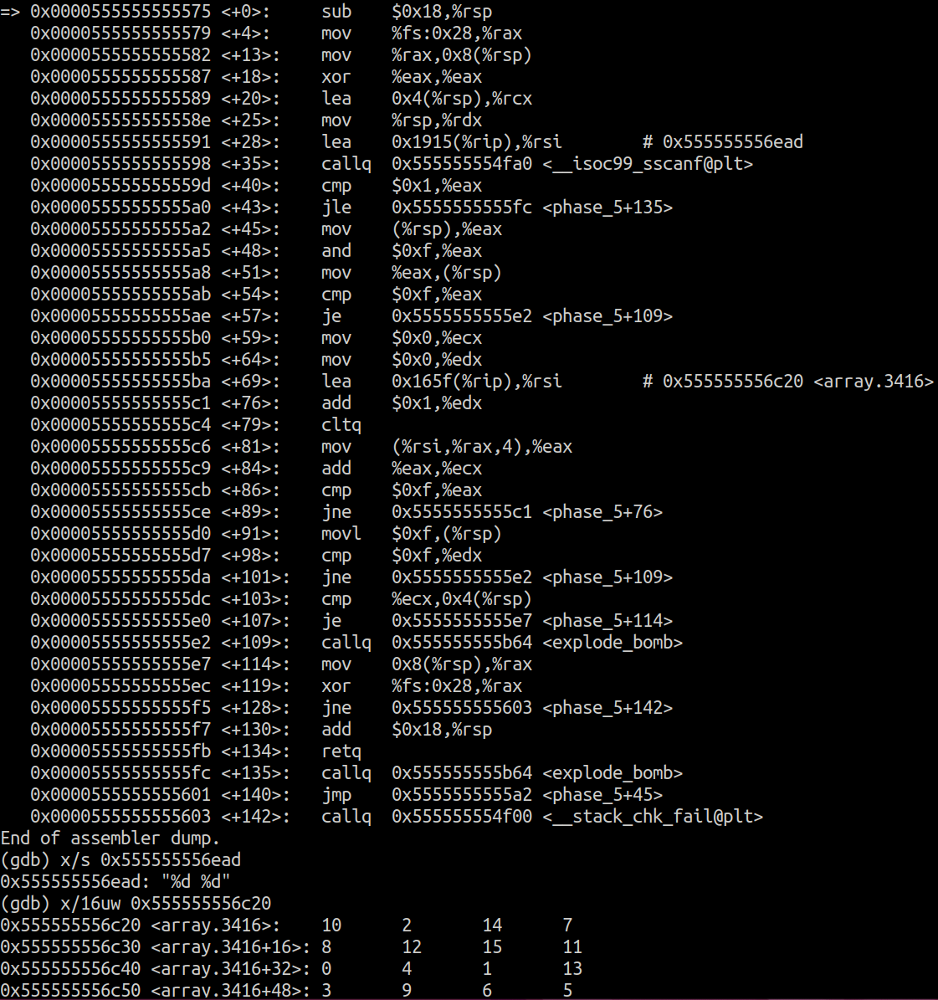 => 0x0000555555555575 <+0>:     sub    $0x18,%rsp
   0x0000555555555579 <+4>:     mov    %fs:0x28,%rax
   0x0000555555555582 <+13>:    mov    %rax,0x8(%rsp)
   0x0000555555555587 <+18>:    xor    %eax,%eax
   0x0000555555555589 <+20>:    lea    0x4(%rsp),%rcx
   0x000055555555558e <+25>:    mov    %rsp,%rdx
   0x0000555555555591 <+28>:    lea    0x1915(%rip),%rsi        # 0x555555556ead
   0x0000555555555598 <+35>:    callq  0x555555554fa0 <__isoc99_sscanf@plt>
   0x000055555555559d <+40>:    cmp    $0x1,%eax
   0x00005555555555a0 <+43>:    jle    0x5555555555fc <phase_5+135>
   0x00005555555555a2 <+45>:    mov    (%rsp),%eax
   0x00005555555555a5 <+48>:    and    $0xf,%eax
   0x00005555555555a8 <+51>:    mov    %eax,(%rsp)
   0x00005555555555ab <+54>:    cmp    $0xf,%eax
   0x00005555555555ae <+57>:    je     0x5555555555e2 <phase_5+109>
   0x00005555555555b0 <+59>:    mov    $0x0,%ecx
   0x00005555555555b5 <+64>:    mov    $0x0,%edx
   0x00005555555555ba <+69>:    lea    0x165f(%rip),%rsi        # 0x555555556c20 <array.3416>
   0x00005555555555c1 <+76>:    add    $0x1,%edx
   0x00005555555555c4 <+79>:    cltq
   0x00005555555555c6 <+81>:    mov    (%rsi,%rax,4),%eax
   0x00005555555555c9 <+84>:    add    %eax,%ecx
   0x00005555555555cb <+86>:    cmp    $0xf,%eax
   0x00005555555555ce <+89>:    jne    0x5555555555c1 <phase_5+76>
   0x00005555555555d0 <+91>:    movl   $0xf,(%rsp)
   0x00005555555555d7 <+98>:    cmp    $0xf,%edx
   0x00005555555555da <+101>:   jne    0x5555555555e2 <phase_5+109>
   0x00005555555555dc <+103>:   cmp    %ecx,0x4(%rsp)
   0x00005555555555e0 <+107>:   je     0x5555555555e7 <phase_5+114>
   0x00005555555555e2 <+109>:   callq  0x555555555b64 <explode_bomb>
   0x00005555555555e7 <+114>:   mov    0x8(%rsp),%rax
   0x00005555555555ec <+119>:   xor    %fs:0x28,%rax
   0x00005555555555f5 <+128>:   jne    0x555555555603 <phase_5+142>
   0x00005555555555f7 <+130>:   add    $0x18,%rsp
   0x00005555555555fb <+134>:   retq
   0x00005555555555fc <+135>:   callq  0x555555555b64 <explode_bomb>
   0x0000555555555601 <+140>:   jmp    0x5555555555a2 <phase_5+45>
   0x0000555555555603 <+142>:   callq  0x555555554f00 <__stack_chk_fail@plt>
End of assembler dump.
(gdb) x/s 0x555555556ead
0x555555556ead: "%d %d"
(gdb) x/16uw 0x555555556c20
0x555555556c20 <array.3416>:    10      2       14      7
0x555555556c30 <array.3416+16>: 8       12      15      11
0x555555556c40 <array.3416+32>: 0       4       1       13
0x555555556c50 <array.3416+48>: 3       9       6       5